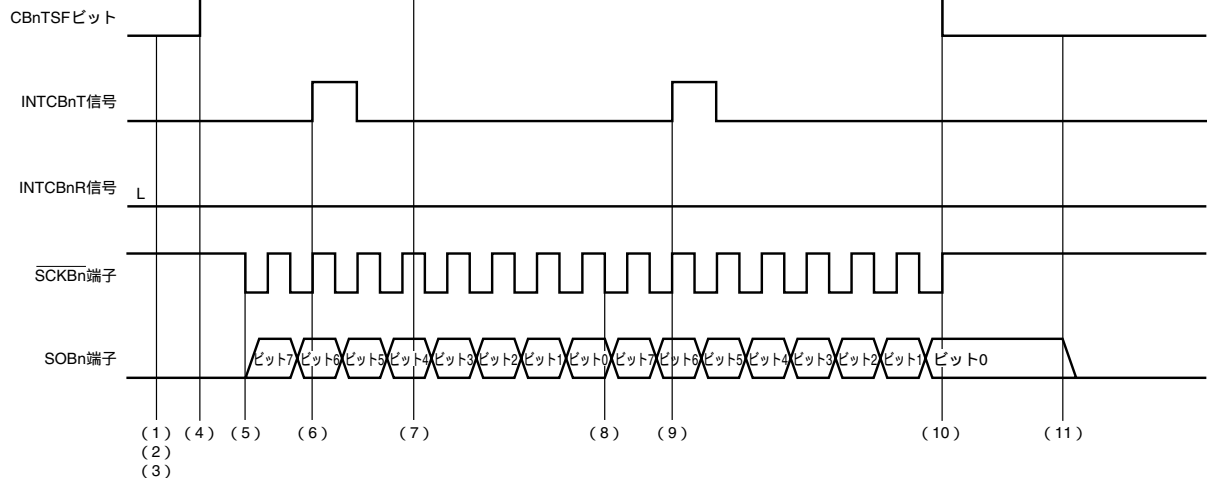 CBnTSFビット
INTCBnT信号
INTCBnR信号 L
SCKBn端子
SOBn端子 ビット7 ビット6 ビット5 ビット4 ビット3 ビット2 ビット1 ビット0 ビット7 ビット6 ビット5 ビット4 ビット3 ビット2 ビット1 ビット0
(1) (4) (5) (6) (7) (8) (9) (10) (11)
(2)
(3)